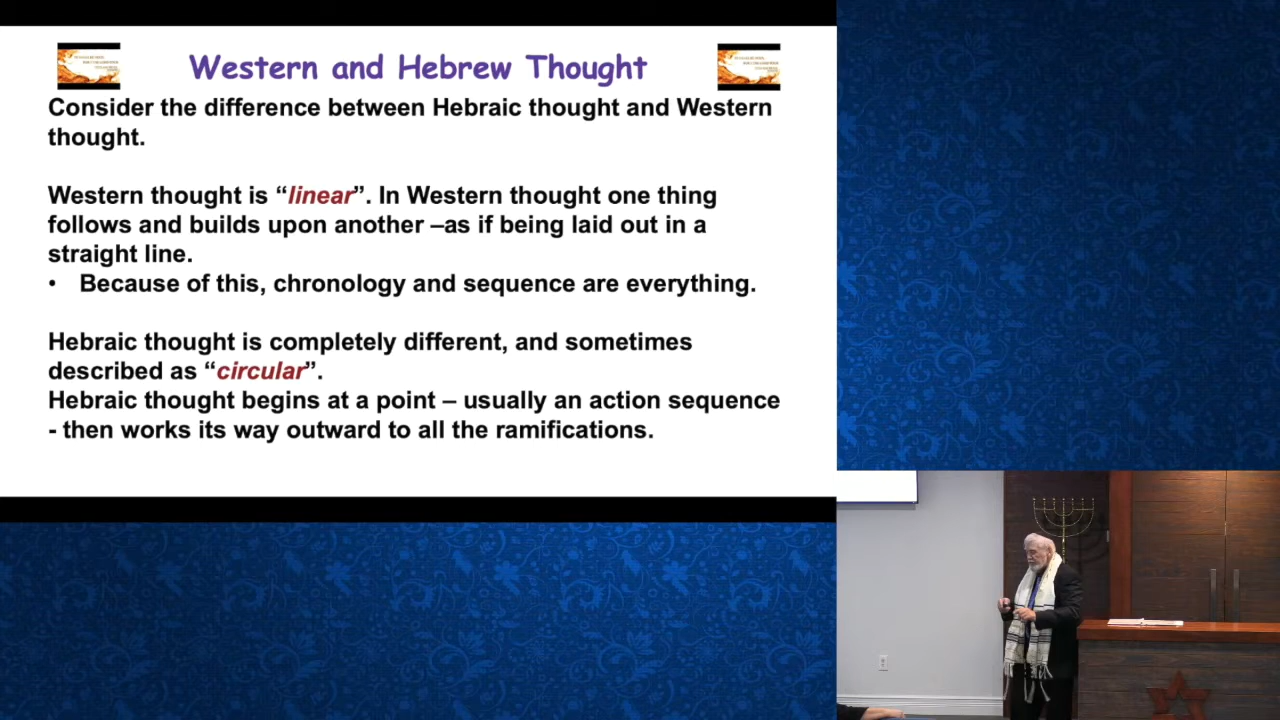 Western and Hebrew Thought
Consider the difference between Hebraic thought and Western
thought.
Western thought is “linear”. In Western thought one thing
follows and builds upon another –as if being laid out in a
straight line.
• Because of this, chronology and sequence are everything.
Hebraic thought is completely different, and sometimes
described as “circular”.
Hebraic thought begins at a point – usually an action sequence
- then works its way outward to all the ramifications.